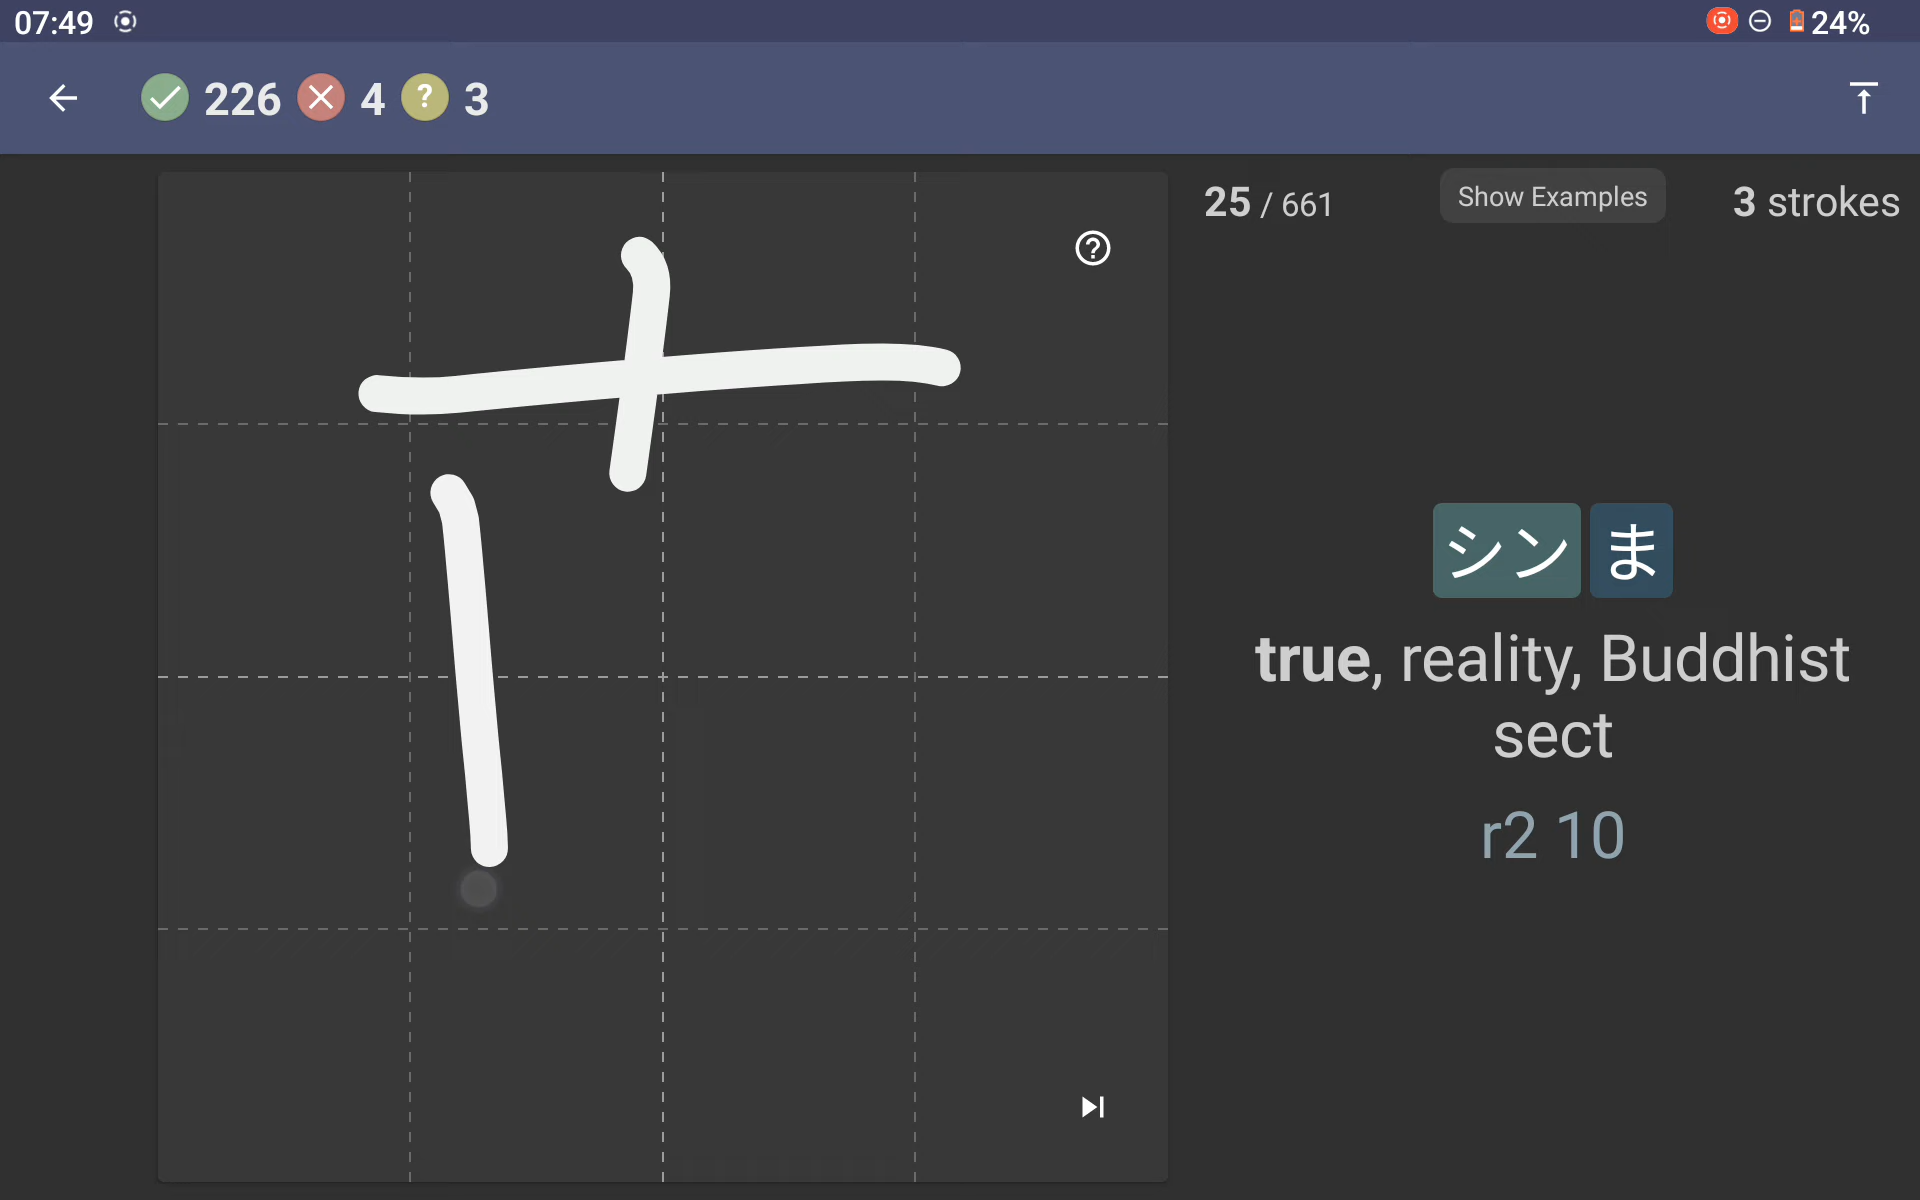 07:49
24%
226 4 ? 3
25 / 661
Show Examples
3 strokes
?
シン ま
true, reality, Buddhist
sect
r2 10